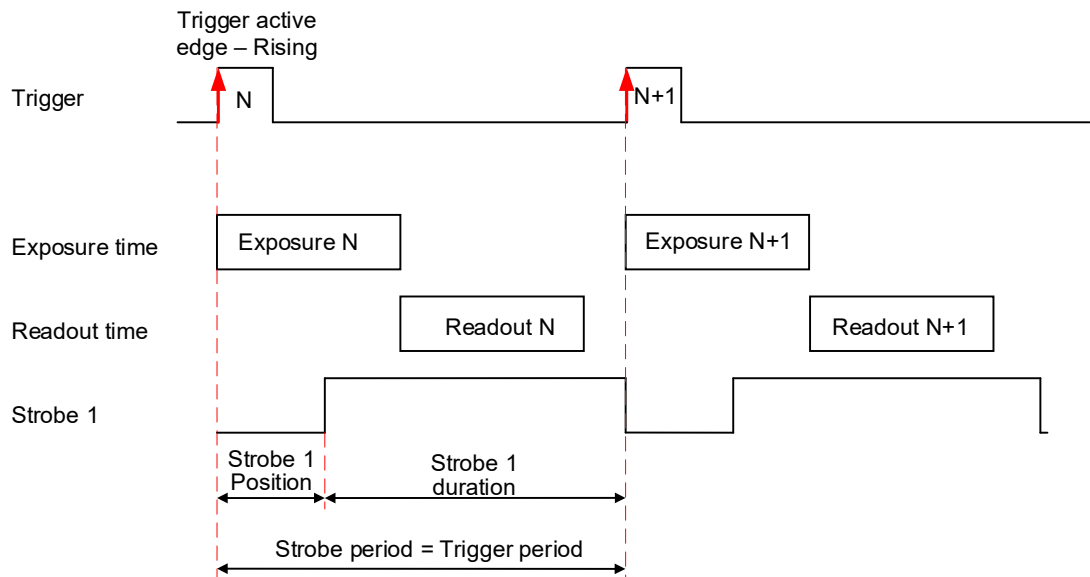 Trigger active
edge – Rising
Trigger
N
N+1
Exposure time
Exposure N
Exposure N+1
Readout time
Readout N
Readout N+1
Strobe 1
Strobe 1
Position
Strobe 1
duration
Strobe period = Trigger period